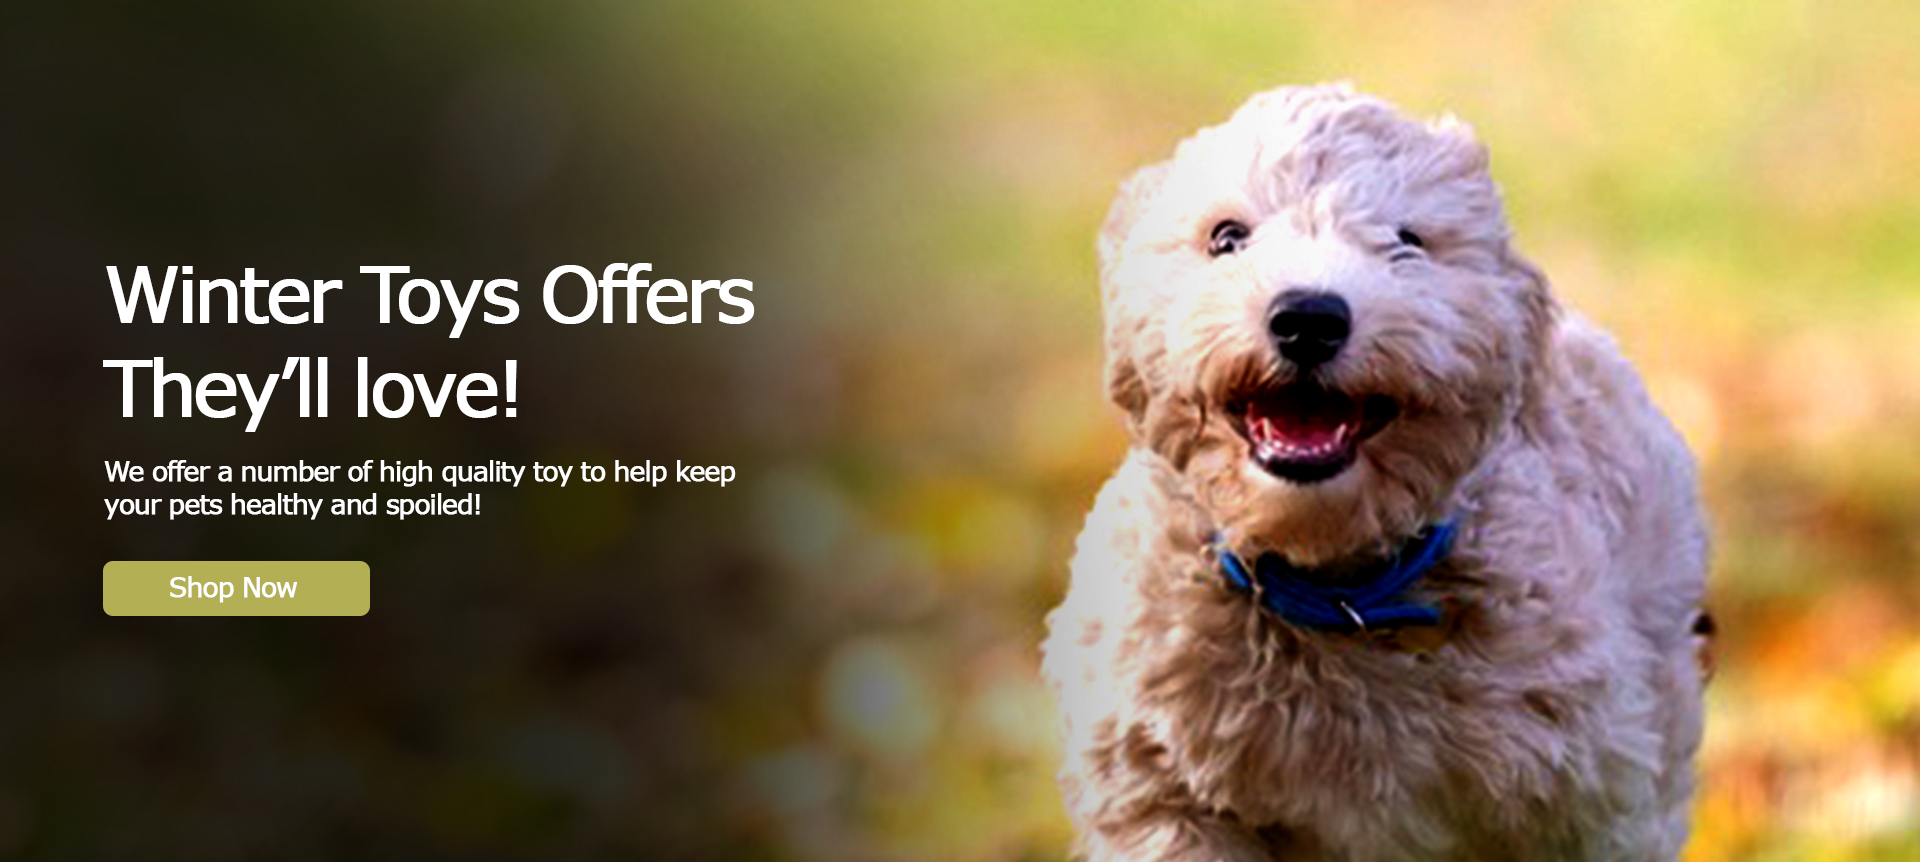 Winter Toys Offers
They’ll love!
We offer a number of high quality toy to help keep
your pets healthy and spoiled!
Shop Now